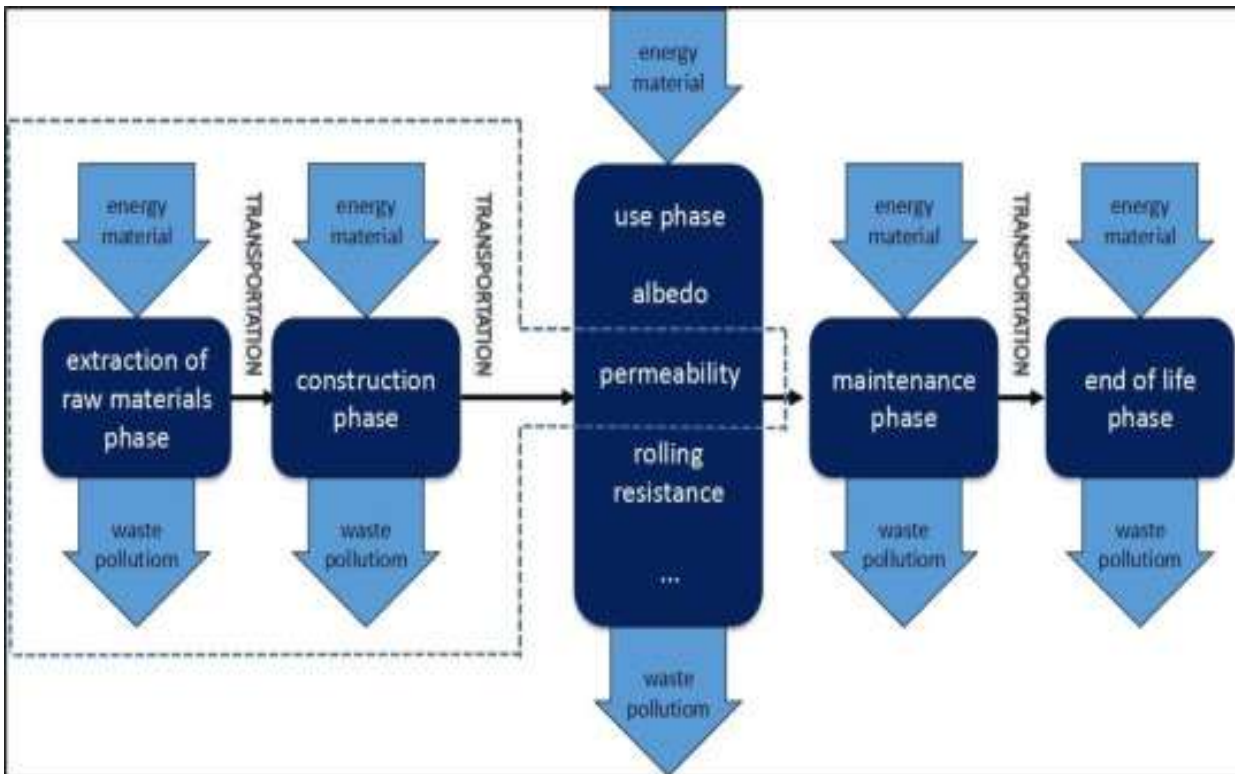 energy
material
energy
material
TRANSPORTATION
energy
material
TRANSPORTATION
use phase
albedo
permeability
rolling
resistance
...
energy
material
TRANSPORTATION
energy
material
extraction of
raw materials
phase
construction
phase
maintenance
phase
end of life
phase
waste
pollutiom
waste
pollutiom
waste
pollutiom
waste
pollutiom
waste
pollutiom